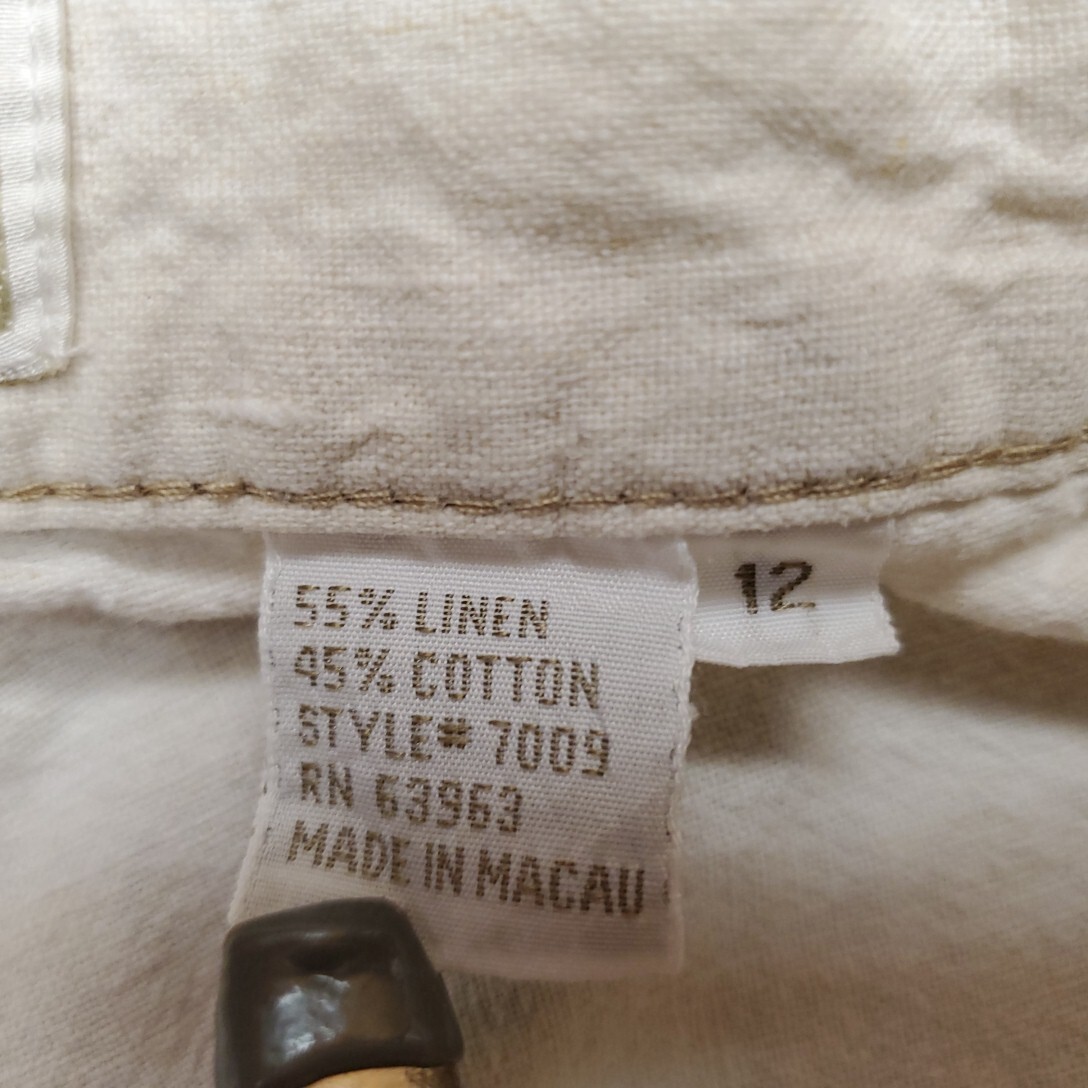 55% LINEN
45% COTTON
STYLE# 7009
RN 63963
MADE IN MACAU
12